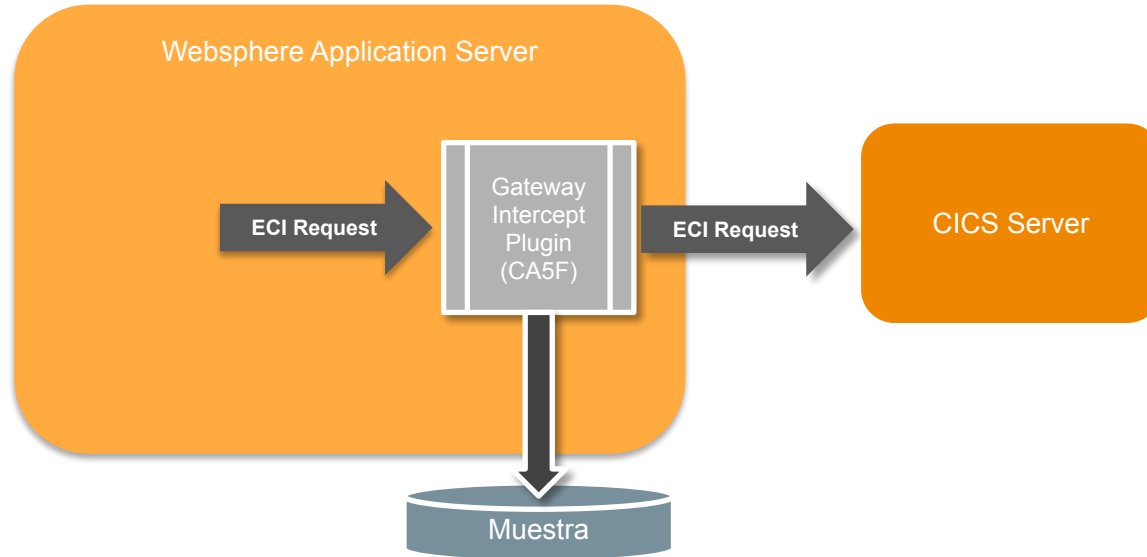 Websphere Application Server
Gateway
Intercept
Plugin
(CA5F)
ECI Request
ECI Request
CICS Server
Muestra